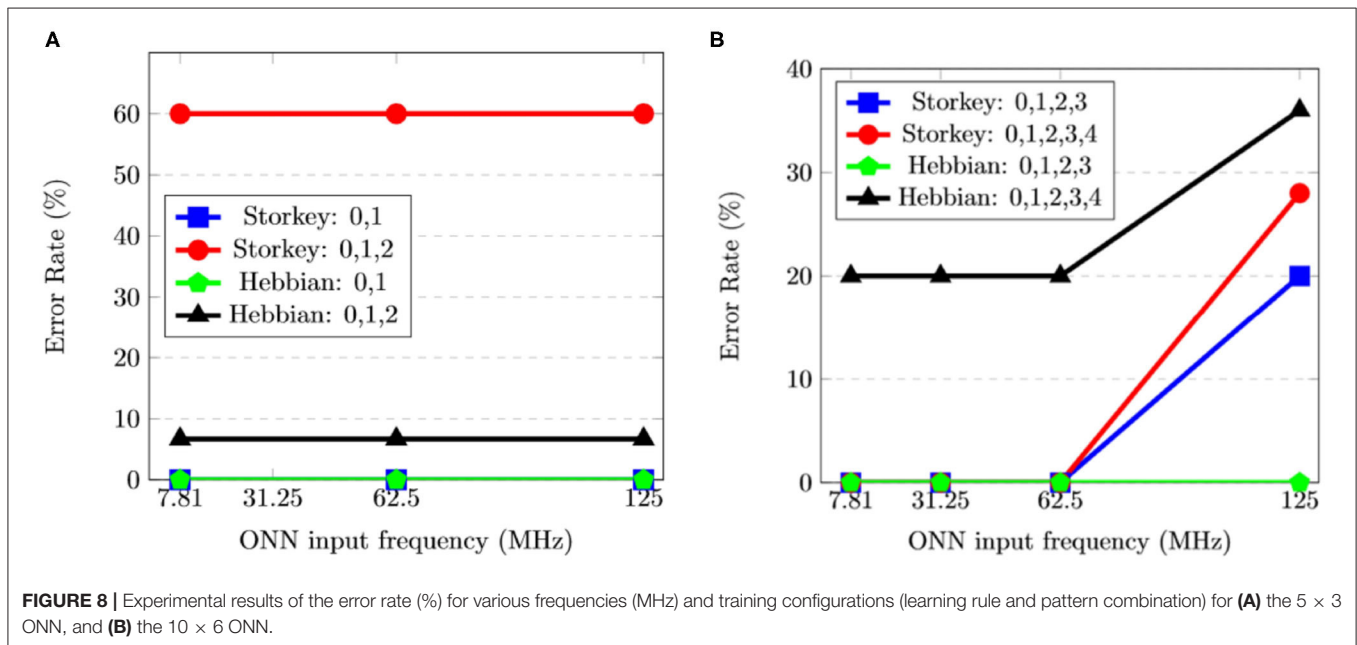 A
Error Rate (%)
60
50
40
30
20
10
0
Storkey: 0,1
Storkey: 0,1,2
Hebbian: 0,1
Hebbian: 0,1,2
7.81 31.25 62.5 125
ONN input frequency (MHz)
B
Error Rate (%)
40
30
20
10
0
Storkey: 0,1,2,3
Storkey: 0,1,2,3,4
Hebbian: 0,1,2,3
Hebbian: 0,1,2,3,4
7.81 31.25 62.5 125
ONN input frequency (MHz)
FIGURE 8 | Experimental results of the error rate (%) for various frequencies (MHz) and training configurations (learning rule and pattern combination) for (A) the 5 × 3
ONN, and (B) the 10 × 6 ONN.